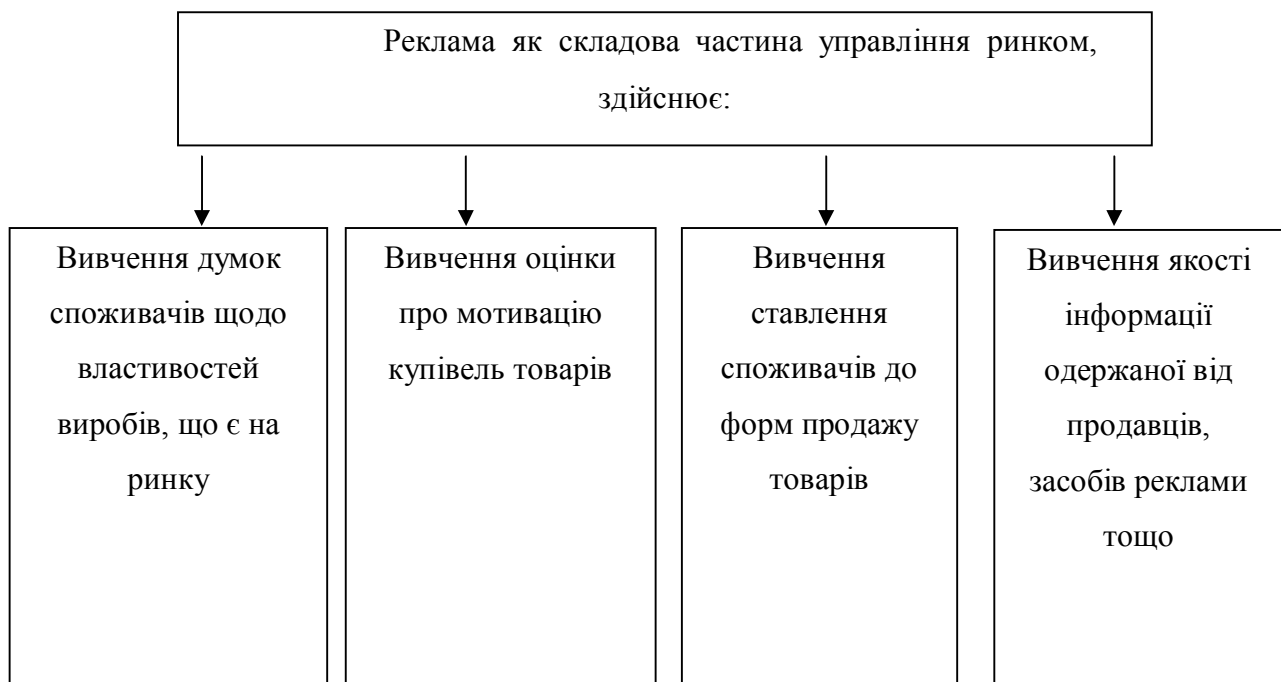 Реклама як складова частина управління ринком,
здійснює:
Вивчення думок
споживачів щодо
властивостей
виробів, що є на
ринку
Вивчення оцінки
про мотивацію
купівель товарів
Вивчення
ставлення
споживачів до
форм продажу
товарів
Вивчення якості
інформації
одержаної від
продавців,
засобів реклами
тощо